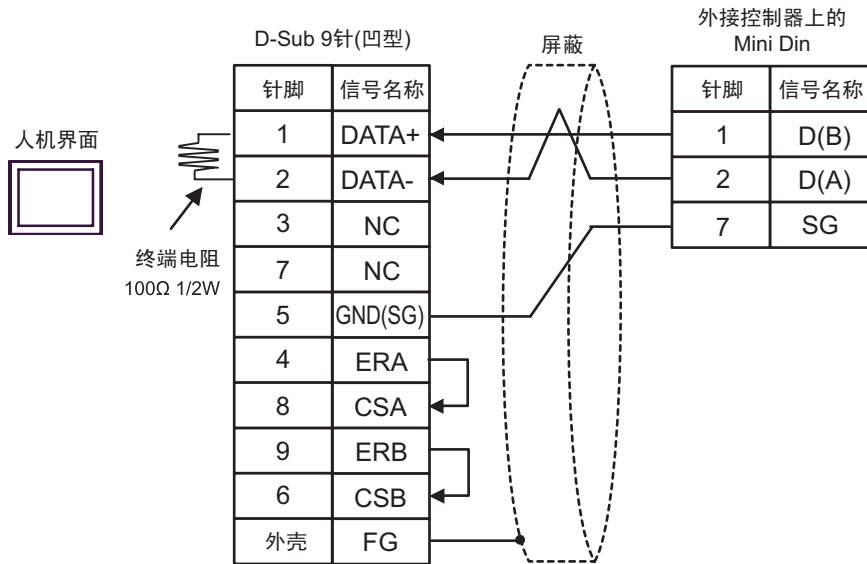 外接控制器上的
Mini Din
D-Sub 9针(凹型)
屏蔽
针脚 信号名称
1 DATA+
2 DATA-
3 NC
7 NC
5 GND(SG)
4 ERA
8 CSA
9 ERB
6 CSB
外壳 FG
针脚 信号名称
1 D(B)
2 D(A)
7 SG
人机界面
终端电阻
100Ω 1/2W